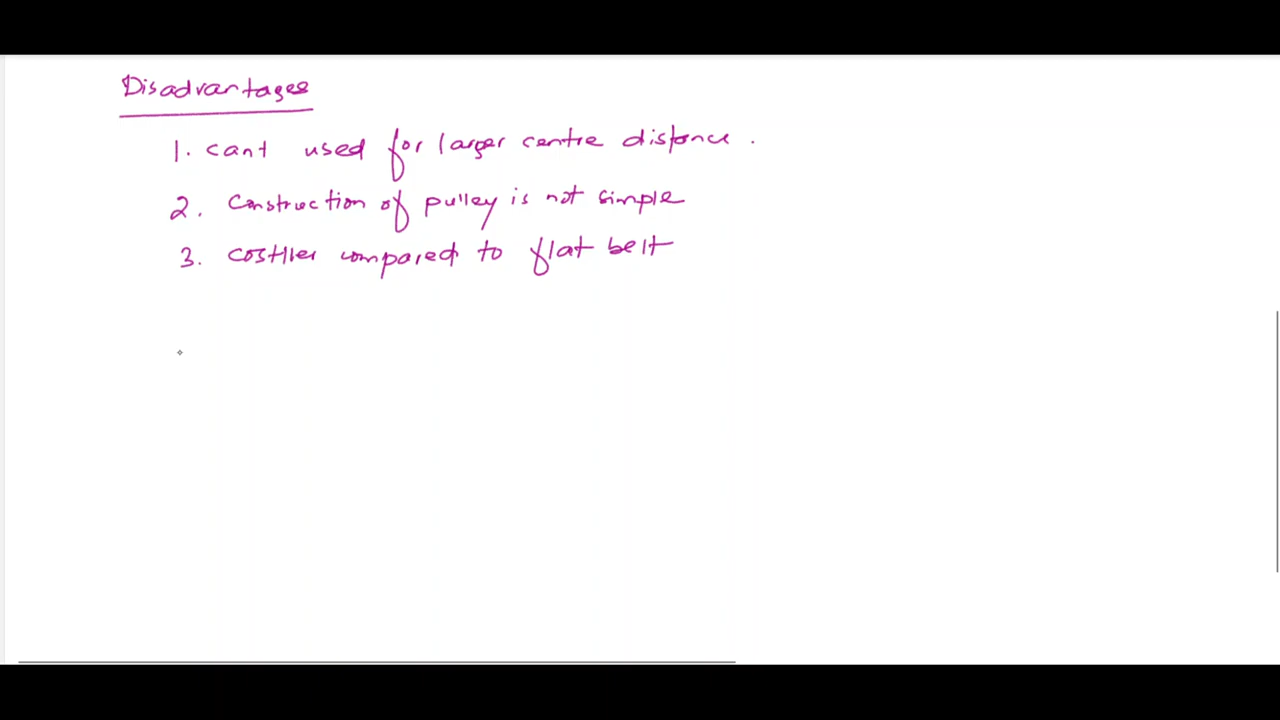 Disadvantages
1. cant used for larger centre distance .
2. Construction of pulley is not simple
3. costlier compared to flat belt